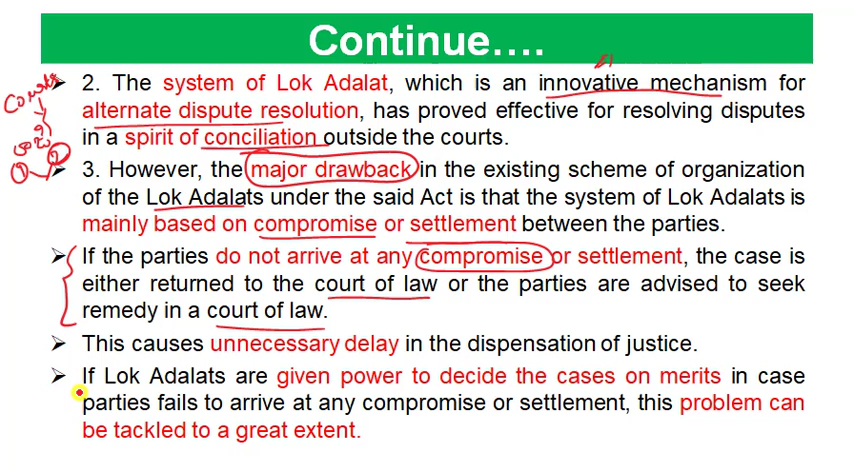 Continue….
➤ 2. The system of Lok Adalat, which is an innovative mechanism for
alternate dispute resolution, has proved effective for resolving disputes
in a spirit of conciliation outside the courts.
➤ 3. However, the major drawback in the existing scheme of organization
of the Lok Adalats under the said Act is that the system of Lok Adalats is
mainly based on compromise or settlement between the parties.
➤ If the parties do not arrive at any compromise or settlement, the case is
either returned to the court of law or the parties are advised to seek
remedy in a court of law.
➤ This causes unnecessary delay in the dispensation of justice.
➤ If Lok Adalats are given power to decide the cases on merits in case
parties fails to arrive at any compromise or settlement, this problem can
be tackled to a great extent.